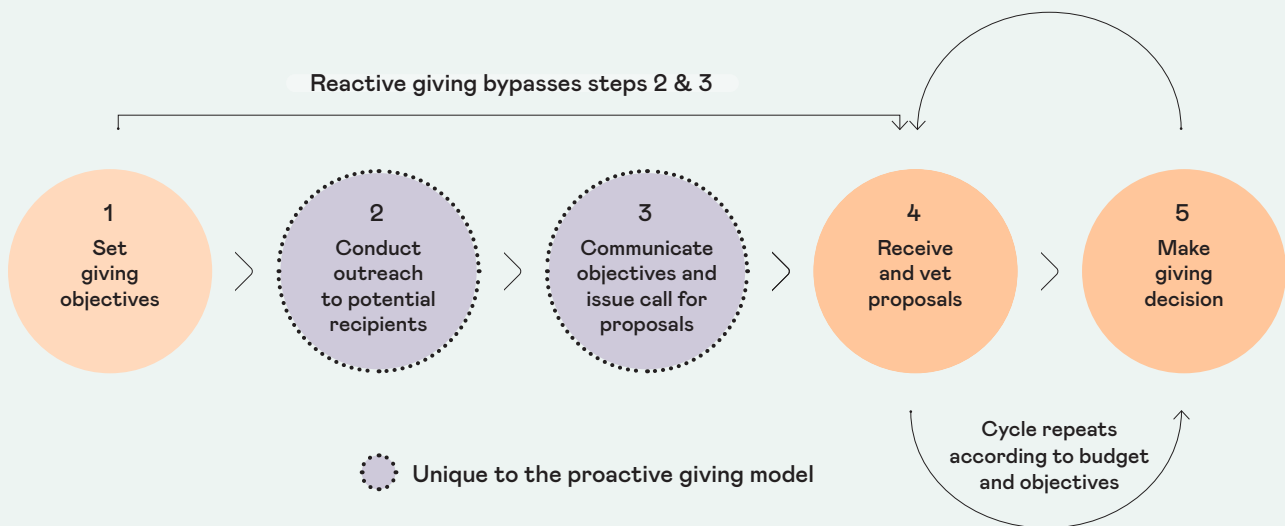 Reactive giving bypasses steps 2 & 3
1
Set
giving
objectives
2
Conduct
outreach
to potential
recipients
3
Communicate
objectives and
issue call for
proposals
4
Receive
and vet
proposals
5
Make
giving
decision
Cycle repeats
according to budget
and objectives
Unique to the proactive giving model